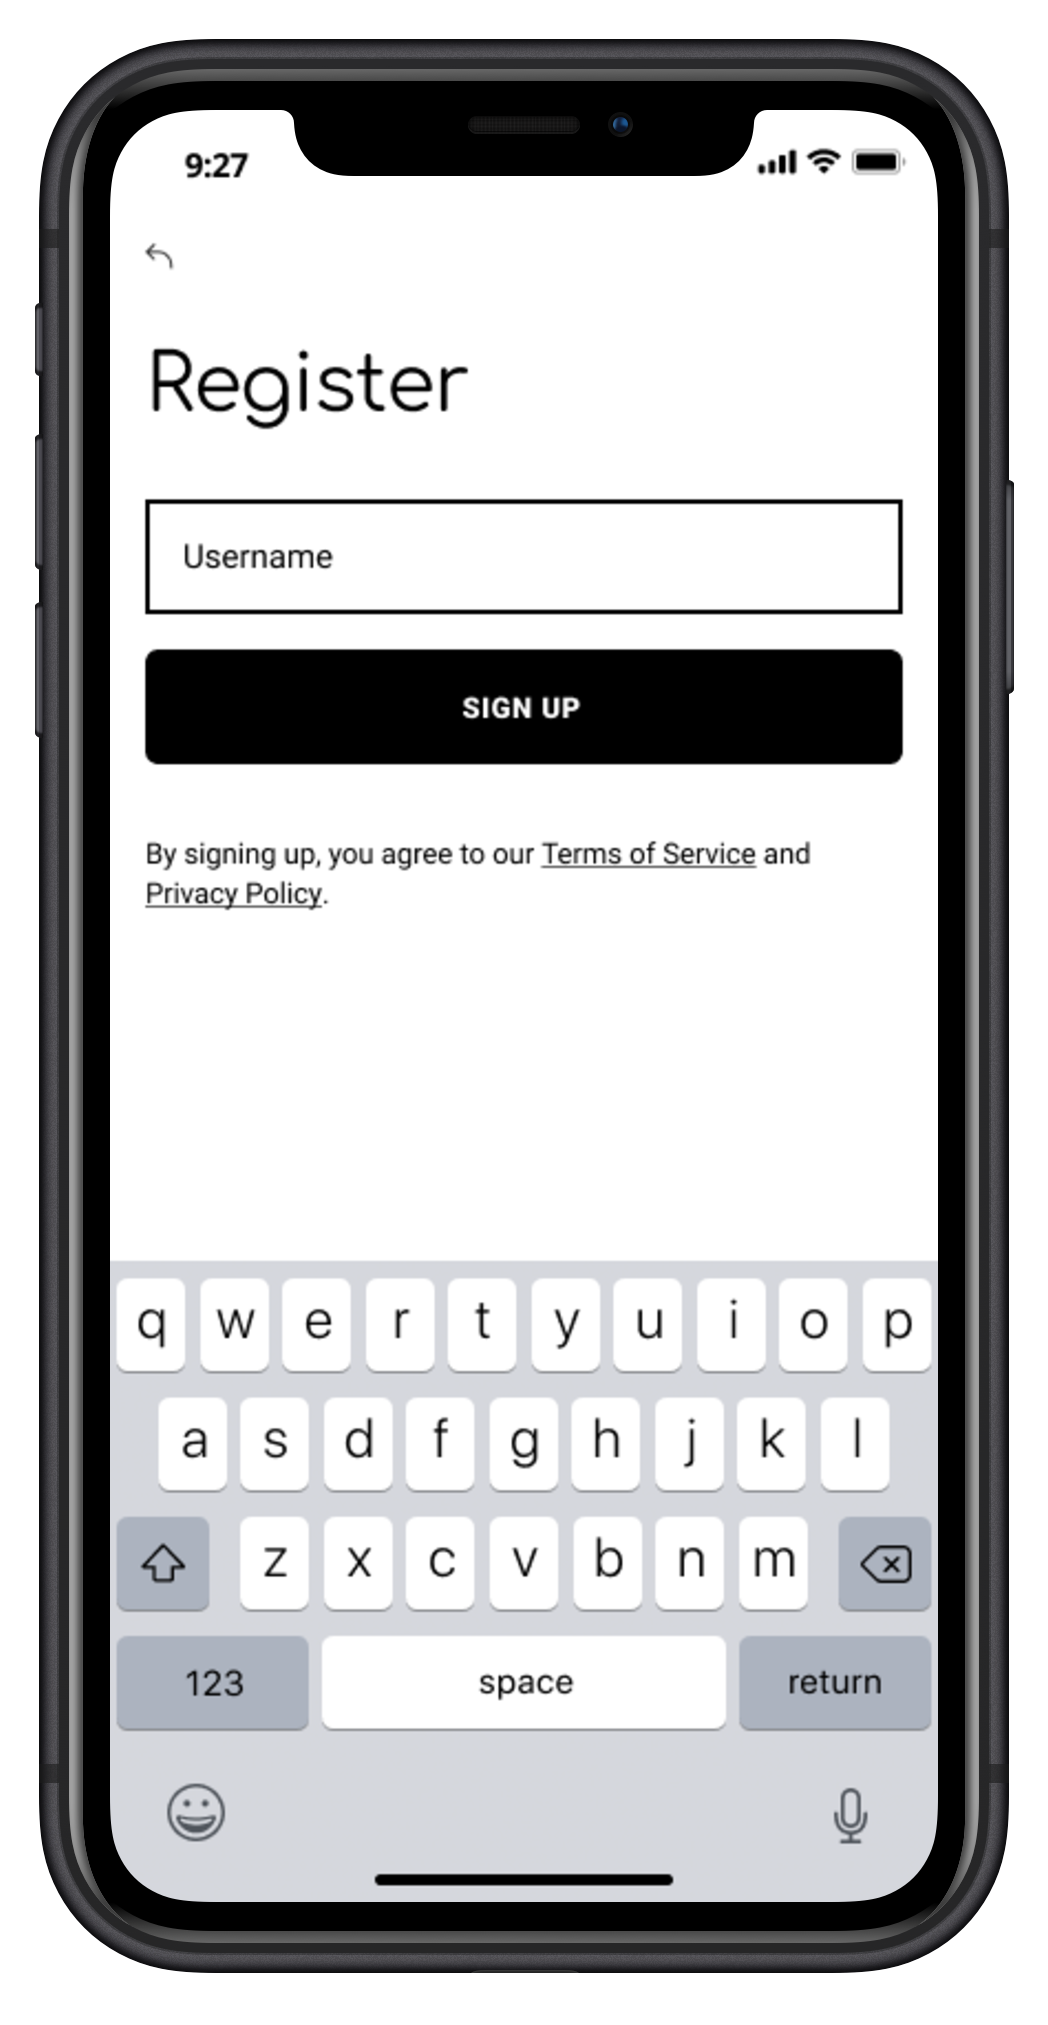 9:27
Register
Username
SIGN UP
By signing up, you agree to our Terms of Service and
Privacy Policy.
q w e r t y u i o p
a s d f g h j k l
z x c v b n m
123 space return